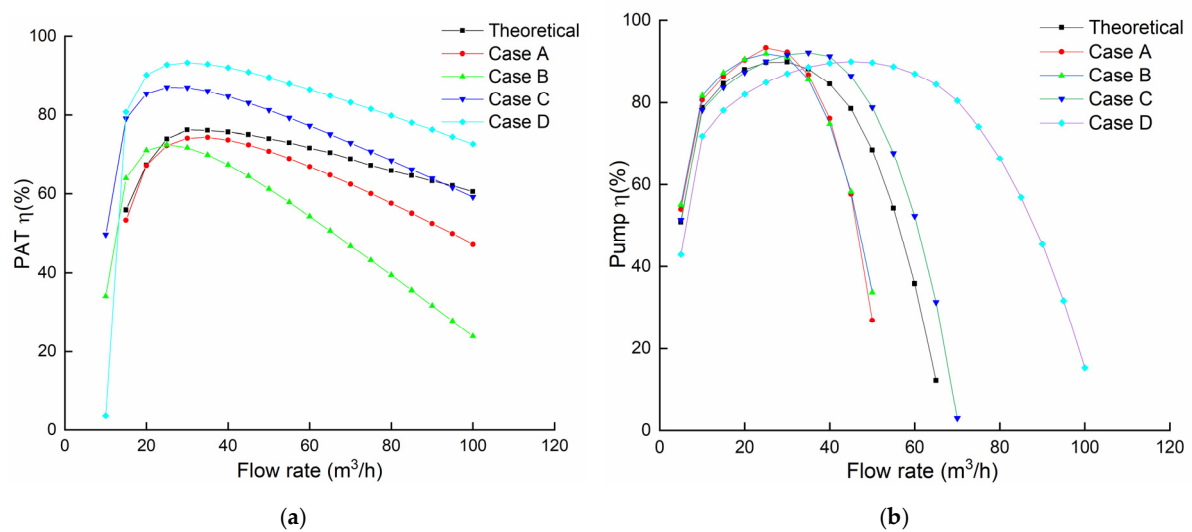 100
80
60
40
20
0
PAT η(%)
0 20 40 60 80 100 120
Flow rate (m³/h)
Theoretical
Case A
Case B
Case C
Case D
(a)
100
80
60
40
20
0
Pump η(%)
0 20 40 60 80 100 120
Flow rate (m³/h)
Theoretical
Case A
Case B
Case C
Case D
(b)